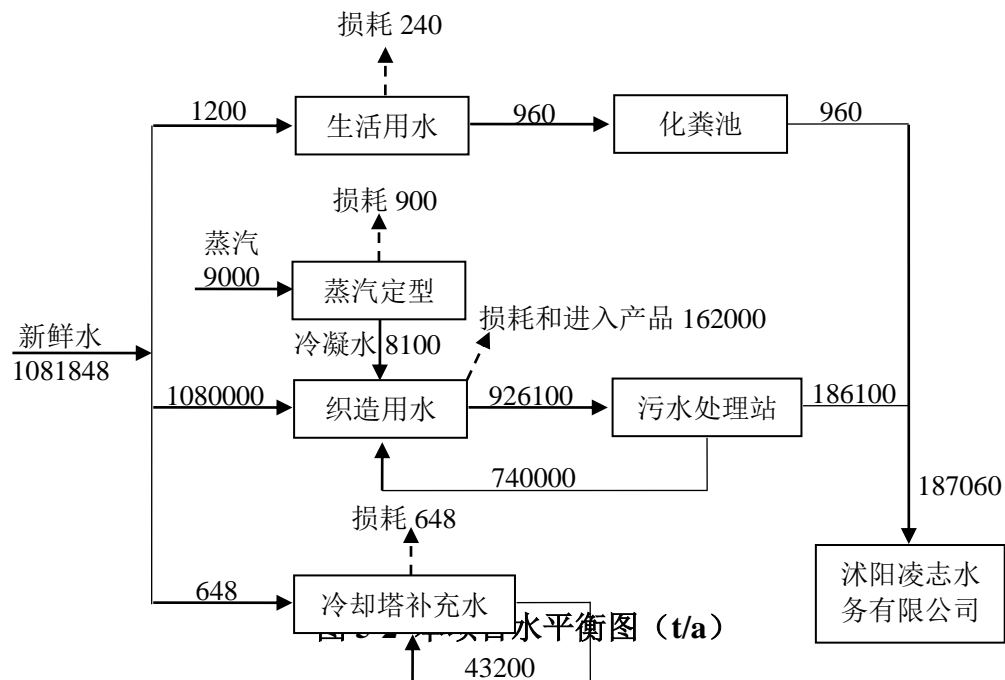 损耗 240
1200
生活用水
960
化粪池
960
损耗 900
蒸汽
9000
蒸汽定型
损耗和进入产品 162000
新鲜水
1081848
冷凝水 8100
1080000
织造用水
926100
污水处理站
186100
740000
187060
损耗 648
648
冷却塔补充水
沭阳凌志水
务有限公司
水平衡图（t/a）
43200